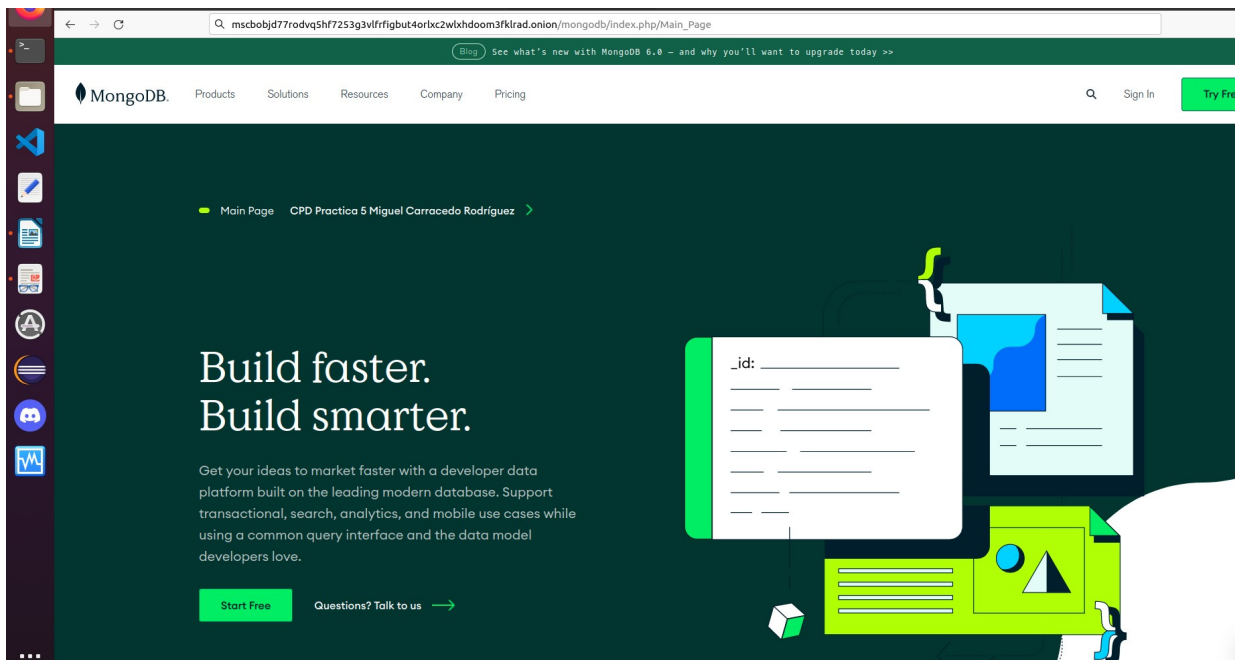 mscbobjd77rodvq5hf7253g3vlfrfigbut4orlxc2wlxhdoom3fklrad.onion/mongodb/index.php/Main_Page
Blog See what's new with MongoDB 6.0 — and why you'll want to upgrade today >>
MongoDB. Products Solutions Resources Company Pricing Sign In Try Fre
Main Page CPD Practica 5 Miguel Carracedo Rodríguez
Build faster.
Build smarter.
_id:
Get your ideas to market faster with a developer data
platform built on the leading modern database. Support
transactional, search, analytics, and mobile use cases while
using a common query interface and the data model
developers love.
Start Free Questions? Talk to us